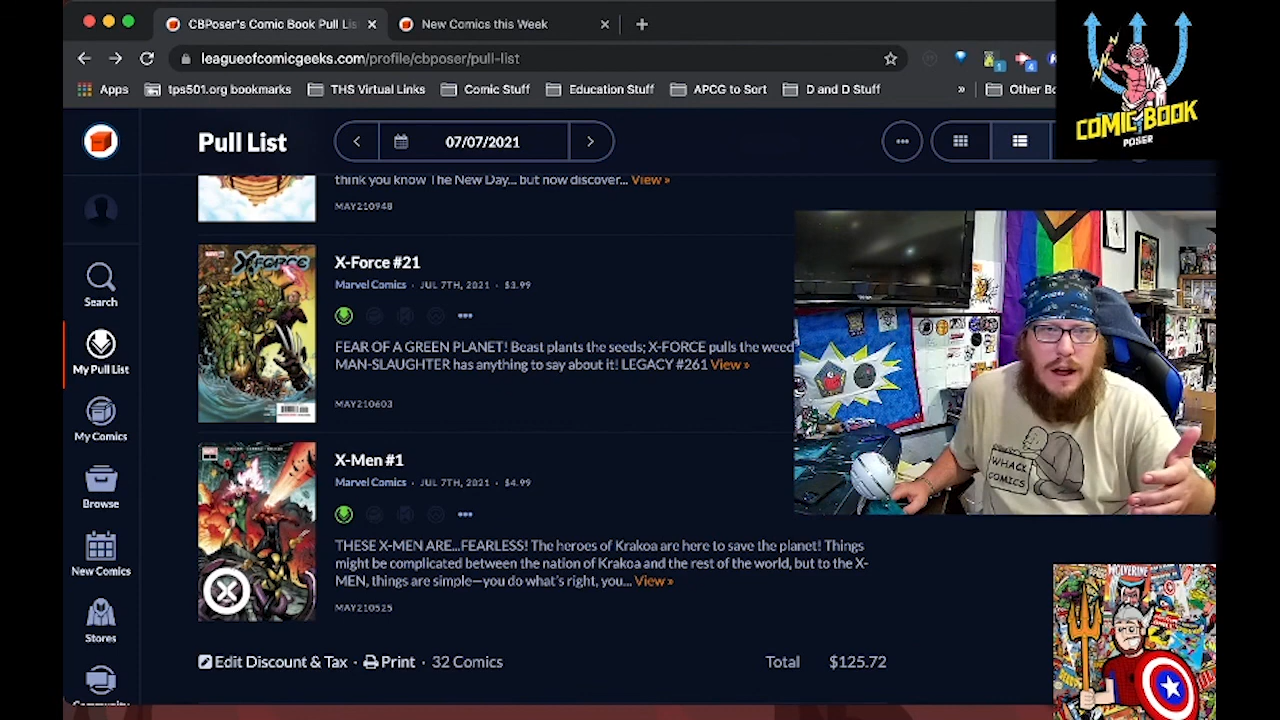 CBPoser's Comic Book Pull Lis
New Comics this Week
leagueofcomicgeeks.com/profile/cbposer/pull-list
Apps
tps501.org bookmarks
THS Virtual Links
Comic Stuff
Education Stuff
APCG to Sort
D and D Stuff
»
Other Bo
COMIC BOOK
POSER
Pull List
07/07/2021
think you know The New Day... but now discover... View »
MAY210948
X-FORCE
X-Force #21
Marvel Comics · JUL 7TH, 2021 · $3.99
FEAR OF A GREEN PLANET! Beast plants the seeds; X-FORCE pulls the weed
MAN-SLAUGHTER has anything to say about it! LEGACY #261 View »
MAY210603
X-Men #1
Marvel Comics · JUL 7TH, 2021 · $4.99
THESE X-MEN ARE...FEARLESS! The heroes of Krakoa are here to save the planet! Things
might be complicated between the nation of Krakoa and the rest of the world, but to the X-
MEN, things are simple—you do what's right, you... View »
MAY210525
Edit Discount & Tax · Print · 32 Comics
Total $125.72
Search
My Pull List
My Comics
Browse
New Comics
Stores
Community
WHACK
COMICS
WOLVERINE